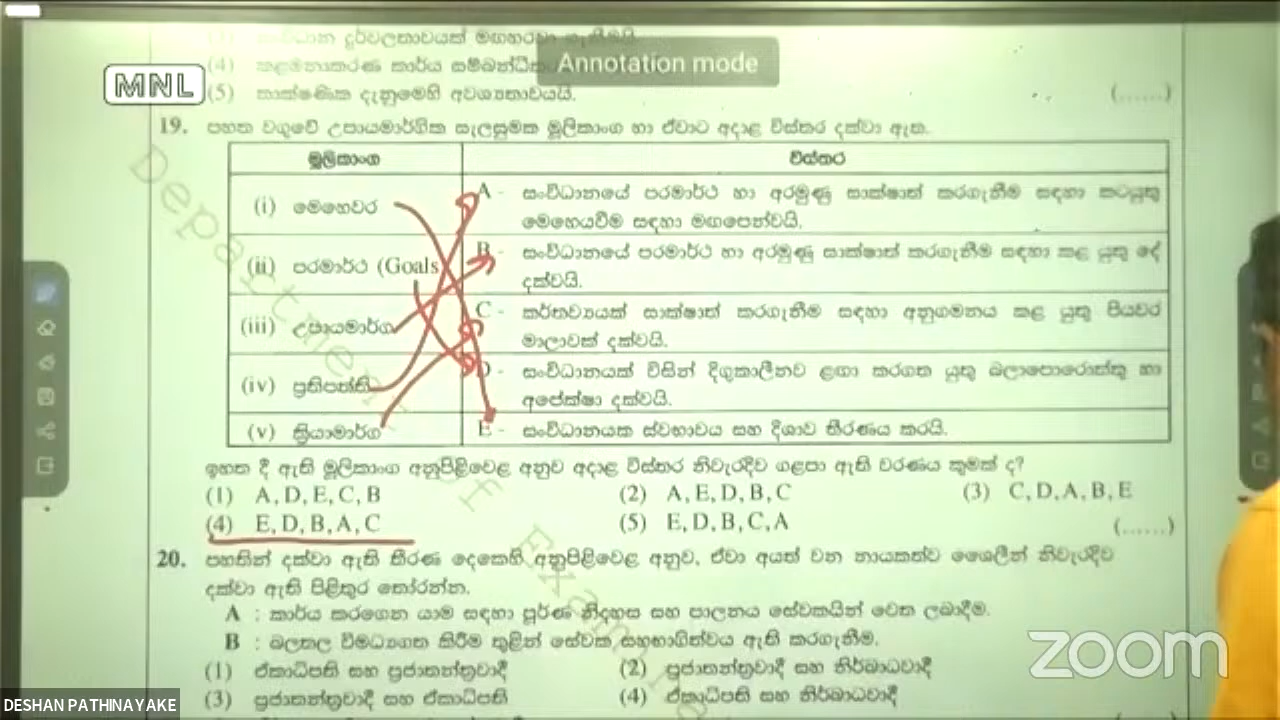 (4) කළමනාකරණ කාර්ය
Annotation mode
MNL
(5) තාක්ෂණික දැනුමෙහි අවශ්‍යතාවයයි. (......)
19. පහත වගුවේ උපායමාර්ගික සැලසුමක මූලිකාංග හා ඒවාට අදාළ විස්තර දක්වා ඇත.
මූලිකාංග විස්තර
(i) මෙහෙවර A - සංවිධානයේ පරමාර්ථ හා අරමුණු සාක්ෂාත් කරගැනීම සඳහා කටයුතු
මෙහෙයවීම සඳහා මඟපෙන්වයි.
(ii) පරමාර්ථ (Goals) B - සංවිධානයේ පරමාර්ථ හා අරමුණු සාක්ෂාත් කරගැනීම සඳහා කළ යුතු දේ
දක්වයි.
(iii) උපායමාර්ග C - කර්තව්‍යයක් සාක්ෂාත් කරගැනීම සඳහා අනුගමනය කළ යුතු පියවර
මාලාවක් දක්වයි.
(iv) ප්‍රතිපත්ති D - සංවිධානයක් විසින් දිගුකාලීනව ළඟා කරගත යුතු බලාපොරොත්තු හා
අපේක්ෂා දක්වයි.
(v) ක්‍රියාමාර්ග E - සංවිධානයක ස්වභාවය සහ දිශාව තීරණය කරයි.
ඉහත දී ඇති මූලිකාංග අනුපිළිවෙළ අනුව අදාළ විස්තර නිවැරදිව ගළපා ඇති වරණය කුමක් ද?
(1) A, D, E, C, B (2) A, E, D, B, C (3) C, D, A, B, E
(4) E, D, B, A, C (5) E, D, B, C, A (......)
20. පහතින් දක්වා ඇති තීරණ දෙකෙහි අනුපිළිවෙළ අනුව, ඒවා අයත් වන නායකත්ව ශෛලීන් නිවැරදිව
දක්වා ඇති පිළිතුර තෝරන්න.
A : කාර්ය කරගෙන යාම සඳහා පූර්ණ නිදහස සහ පාලනය සේවකයින් වෙත ලබාදීම.
B : බලතල විමධ්‍යගත කිරීම තුළින් සේවක සහභාගිත්වය ඇති කරගැනීම.
(1) ඒකාධිපති සහ ප්‍රජාතන්ත්‍රවාදී (2) ප්‍රජාතන්ත්‍රවාදී සහ නිර්බාධවාදී
(3) ප්‍රජාතන්ත්‍රවාදී සහ ඒකාධිපති (4) ඒකාධිපති සහ නිර්බාධවාදී
Department of Exam
zoom
DESHAN PATHINAYAKE